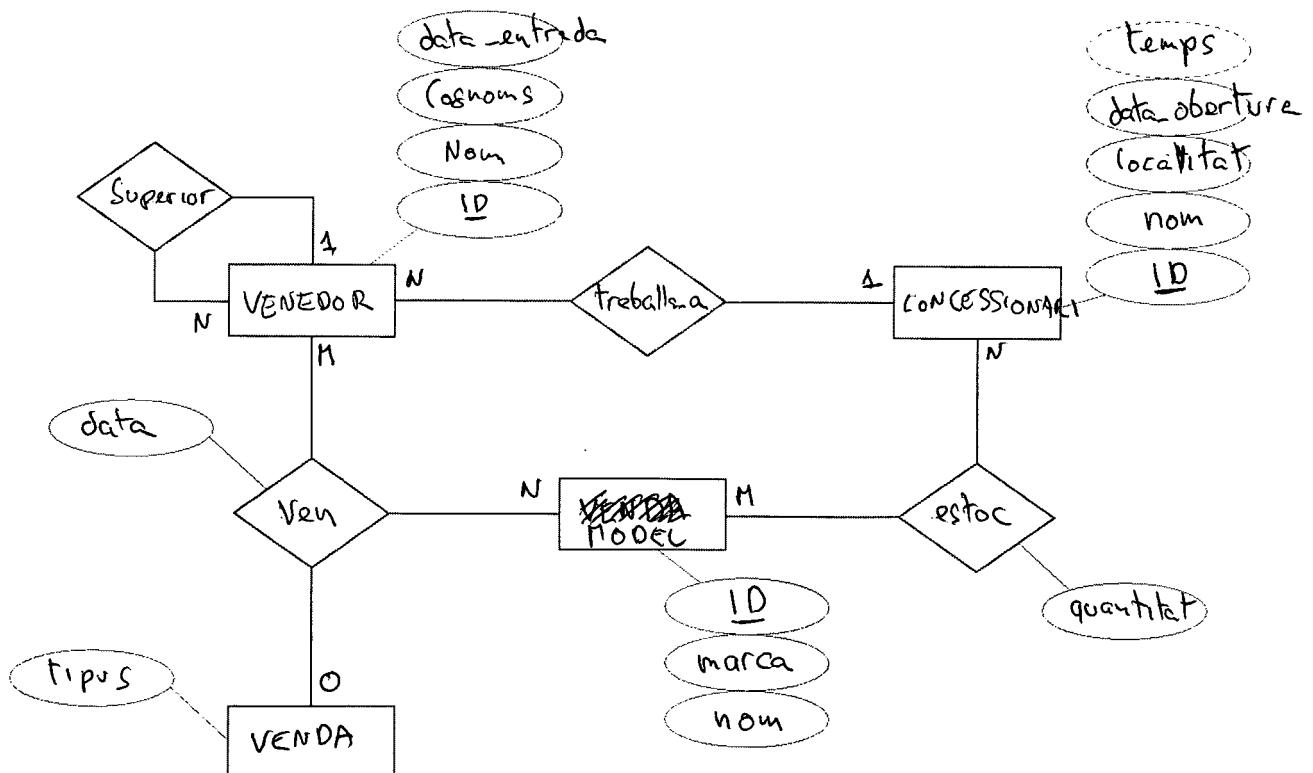 data_entrada
Cognoms
Nom
ID
temps
data_obertura
localitat
nom
ID
Superior
1
N
VENEDOR
N
treballa_a
1
CONCESSIONARI
M
N
data
Ven
N
MODEL
M
estoc
ID
marca
nom
quantitat
tipus
O
VENDA